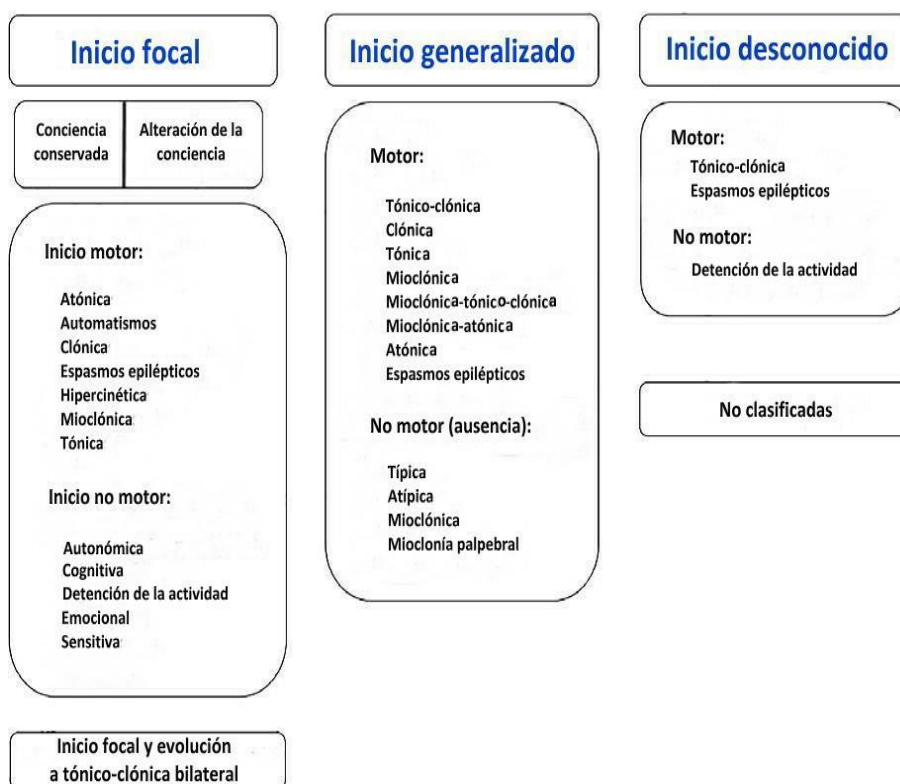 Inicio focal
Conciencia
conservada
Alteración de la
conciencia
Inicio motor:
Atónica
Automatismos
Clónica
Espasmos epilépticos
Hipercinética
Mioclónica
Tónica
Inicio no motor:
Autonómica
Cognitiva
Detención de la actividad
Emocional
Sensitiva
Inicio focal y evolución
a tónico-clónica bilateral
Inicio generalizado
Motor:
Tónico-clónica
Clónica
Tónica
Mioclónica
Mioclónica-tónico-clónica
Mioclónica-atónica
Atónica
Espasmos epilépticos
No motor (ausencia):
Típica
Atípica
Mioclónica
Mioclonía palpebral
Inicio desconocido
Motor:
Tónico-clónica
Espasmos epilépticos
No motor:
Detención de la actividad
No clasificadas